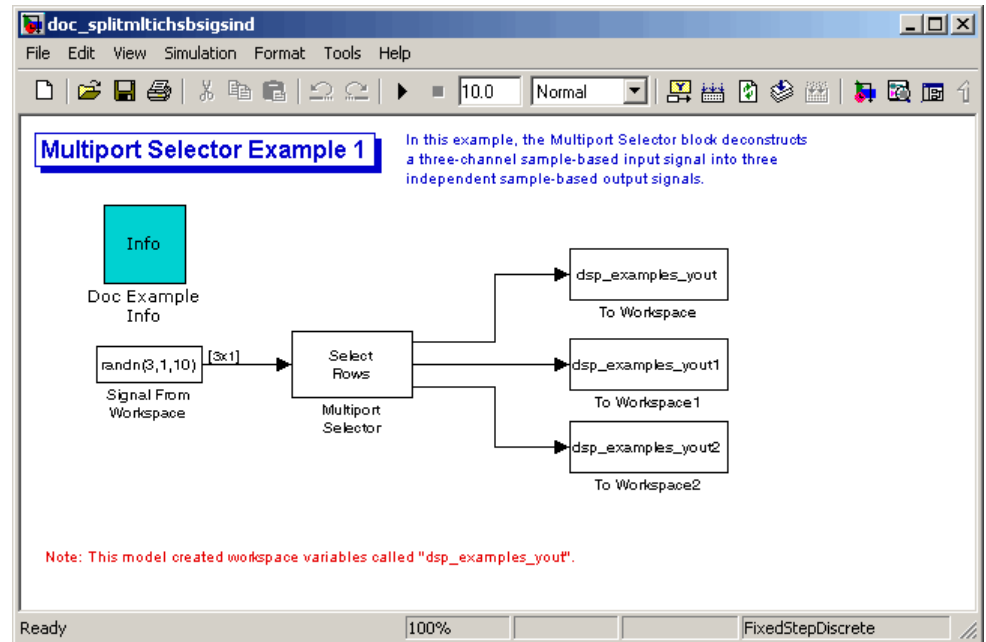 doc_splitmltichsbsigsind
File Edit View Simulation Format Tools Help
10.0 Normal
Multiport Selector Example 1
In this example, the Multiport Selector block deconstructs
a three-channel sample-based input signal into three
independent sample-based output signals.
Info
Doc Example
Info
randn(3,1,10)
[3x1]
Signal From
Workspace
Select
Rows
Multiport
Selector
dsp_examples_yout
To Workspace
dsp_examples_yout1
To Workspace1
dsp_examples_yout2
To Workspace2
Note: This model created workspace variables called "dsp_examples_yout".
Ready 100% FixedStepDiscrete